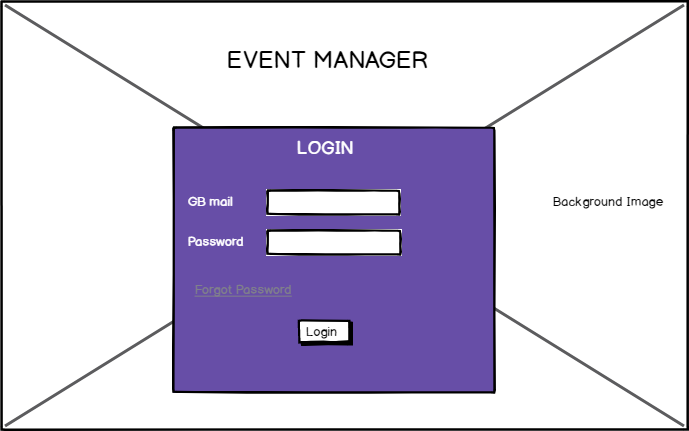 EVENT MANAGER
LOGIN
GB mail
Background Image
Password
Forgot Password
Login